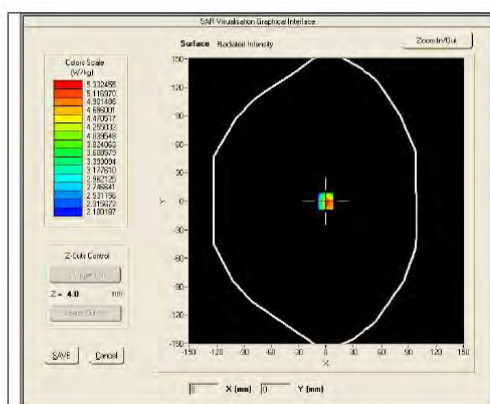 SAR Visualisation Graphical Interface
Surface Radiated Intensity
Zoom In/Out
Colors Scale
(W/kg)
5.332455
5.116970
4.901486
4.686001
4.470517
4.255032
4.039548
3.824063
3.608579
3.393094
3.177610
2.962125
2.746641
2.531156
2.315672
2.100187
150
120
90
60
30
0
-30
-60
-90
-120
-150
Y
-150 -120 -90 -60 -30 0 30 60 90 120 150
X
Z-Cuts Control
Z = 4.0 mm
SAVE Cancel
X (mm) 0 Y (mm)